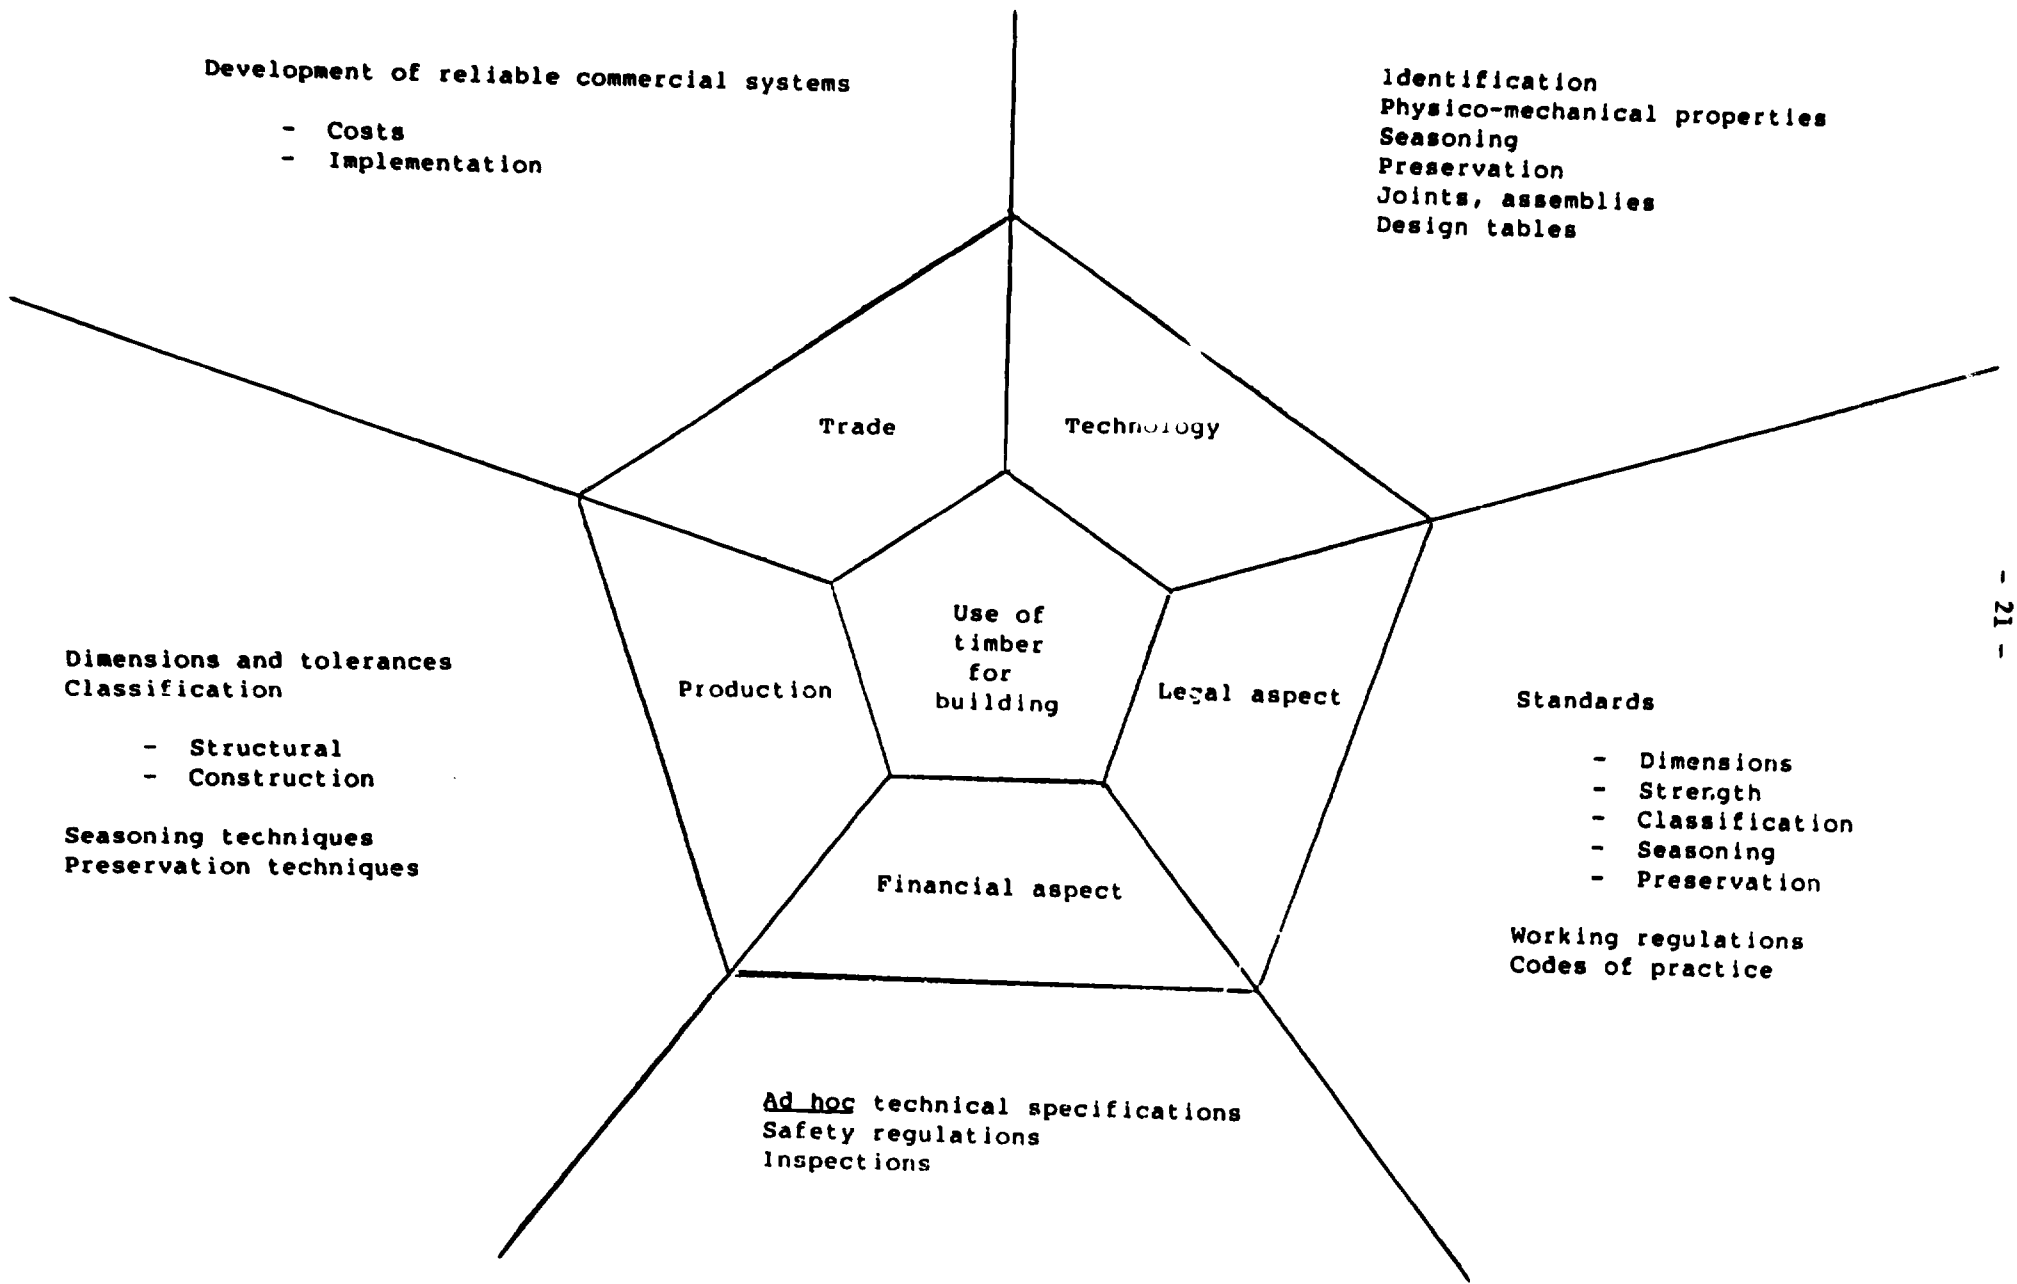 Development of reliable commercial systems
- Costs
- Implementation
Identification
Physico-mechanical properties
Seasoning
Preservation
Joints, assemblies
Design tables
Trade
Technology
Use of
timber
for
building
Production
Legal aspect
Financial aspect
Dimensions and tolerances
Classification
- Structural
- Construction
Seasoning techniques
Preservation techniques
Standards
- Dimensions
- Strength
- Classification
- Seasoning
- Preservation
Working regulations
Codes of practice
Ad hoc technical specifications
Safety regulations
Inspections
- 21 -